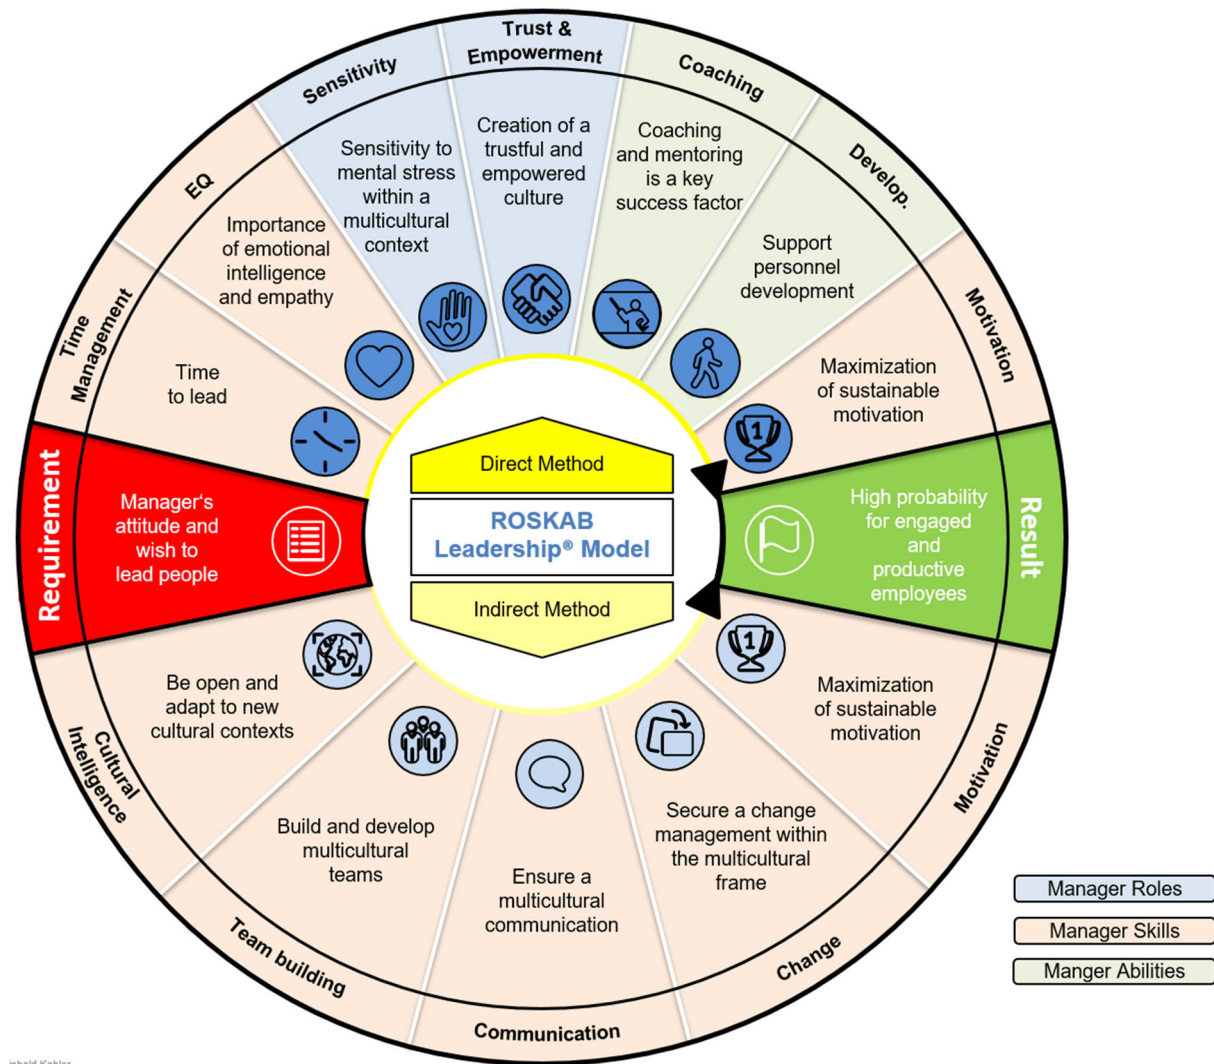 Trust &
Empowerment
Sensitivity
Coaching
EQ
Develop.
Time
Management
Motivation
Creation of a
trustful and
empowered
culture
Sensitivity to
mental stress
within a
multicultural
context
Coaching
and mentoring
is a key
success factor
Importance
of emotional
intelligence
and empathy
Support
personnel
development
Time
to lead
Maximization
of sustainable
motivation
1
Requirement
Manager‘s
attitude and
wish to
lead people
Direct Method
ROSKAB
Leadership® Model
Indirect Method
High probability
for engaged
and
productive
employees
Result
1
Be open and
adapt to new
cultural contexts
Cultural
Intelligence
Maximization
of sustainable
motivation
Motivation
Build and develop
multicultural
teams
Team building
Ensure a
multicultural
communication
Communication
Secure a change
management within
the multicultural
frame
Change
Manager Roles
Manager Skills
Manger Abilities